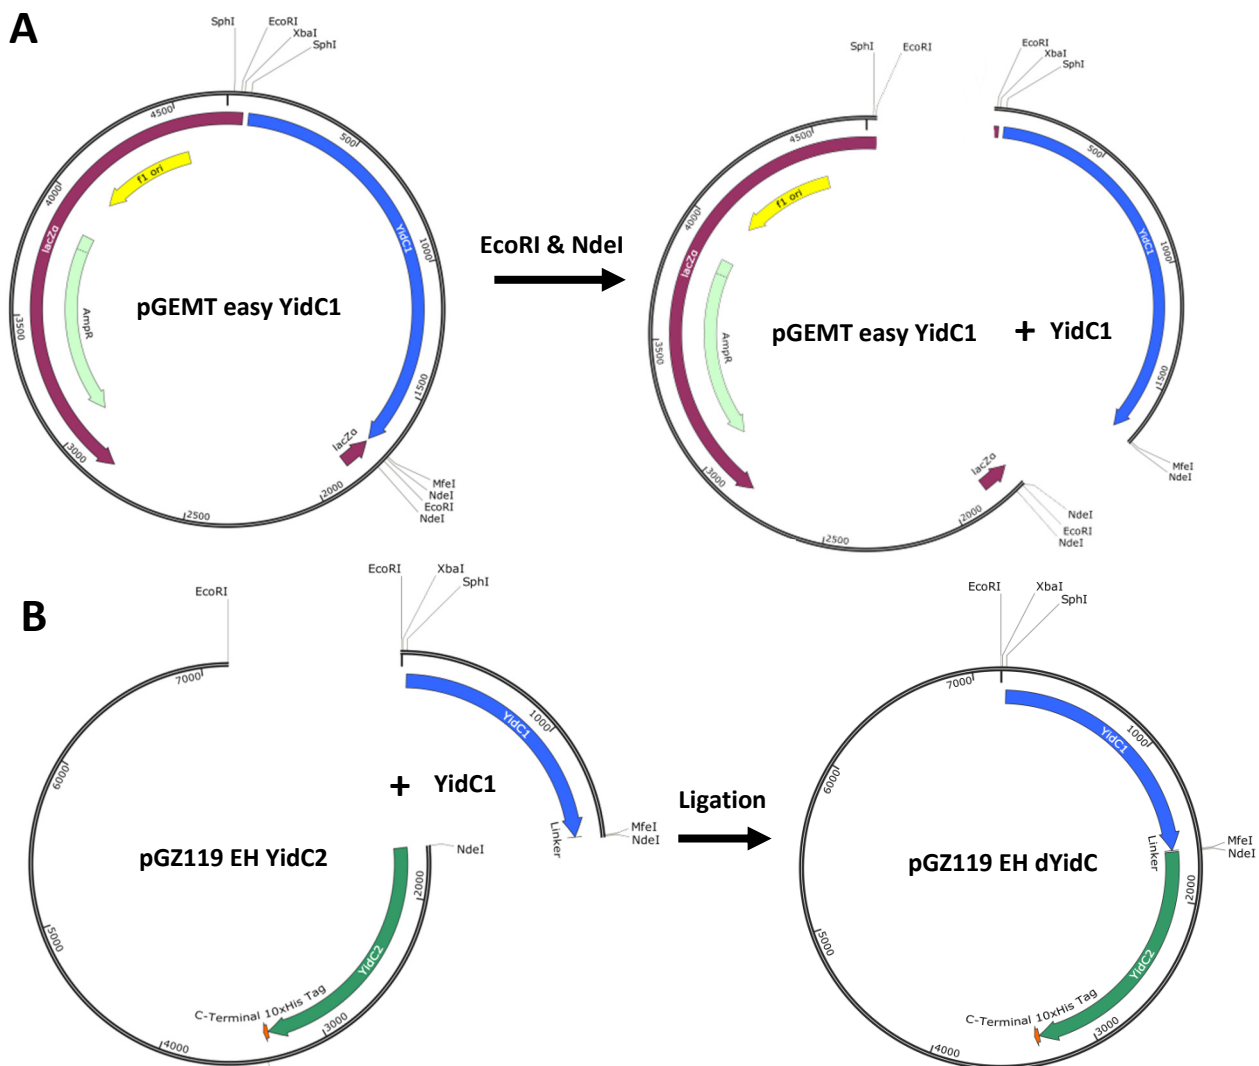 A
SphI
EcoRI
XbaI
SphI
4500
500
4000
1000
3500
1500
3000
2000
2500
f1 ori
lacZα
AmpR
YidC1
lacZα
pGEMT easy YidC1
MfeI
NdeI
EcoRI
NdeI
EcoRI & NdeI
SphI
EcoRI
EcoRI
XbaI
SphI
4500
500
4000
1000
3500
1500
3000
2000
2500
f1 ori
lacZα
AmpR
YidC1
lacZα
pGEMT easy YidC1
+
YidC1
MfeI
NdeI
NdeI
EcoRI
NdeI
B
EcoRI
7000
6000
5000
4000
3000
2000
pGZ119 EH YidC2
NdeI
YidC2
C-Terminal 10xHis Tag
+
YidC1
EcoRI
XbaI
SphI
1000
YidC1
Linker
MfeI
NdeI
Ligation
EcoRI
XbaI
SphI
7000
1000
6000
5000
4000
3000
2000
YidC1
Linker
MfeI
NdeI
pGZ119 EH dYidC
YidC2
C-Terminal 10xHis Tag